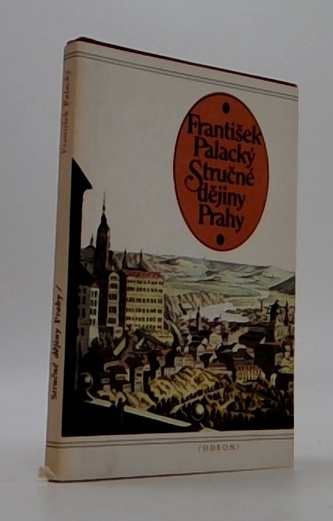 František
Palacký
Stručné
dějiny
Prahy
/ODEON/
František Palacký
Stručné dějiny Prahy /